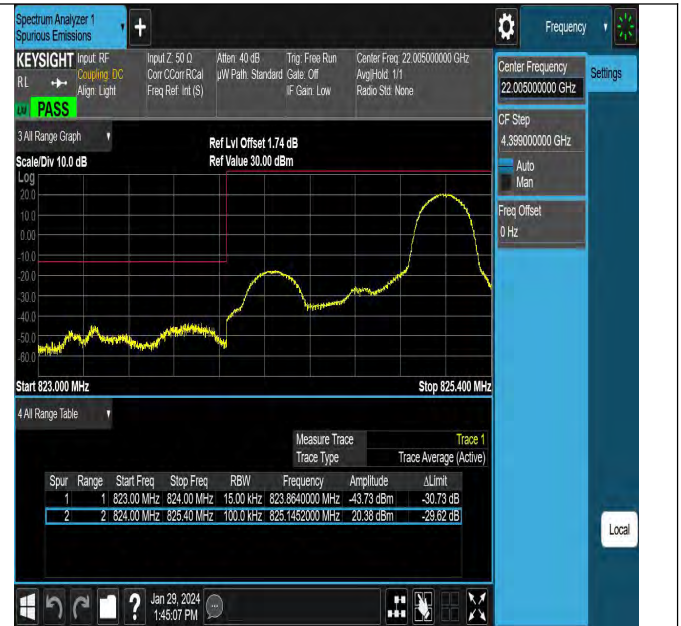 Spectrum Analyzer 1
Spurious Emissions
+
Frequency
KEYSIGHT Input: RF Input Z: 50 Ω Atten: 40 dB Trig: Free Run Center Freq: 22.005000000 GHz
RL Coupling: DC Corr CCorr RCal µW Path: Standard Gate: Off Avg|Hold: 1/1
Align: Light Freq Ref: Int (S) IF Gain: Low Radio Std: None
PASS
Center Frequency
22.005000000 GHz
Settings
CF Step
4.399000000 GHz
Auto
Man
Freq Offset
0 Hz
3 All Range Graph
Ref Lvl Offset 1.74 dB
Scale/Div 10.0 dB Ref Value 30.00 dBm
Log
20.0
10.0
0.00
-10.0
-20.0
-30.0
-40.0
-50.0
-60.0
Start 823.000 MHz Stop 825.400 MHz
4 All Range Table
Measure Trace Trace 1
Trace Type Trace Average (Active)
Spur Range Start Freq Stop Freq RBW Frequency Amplitude ΔLimit
1 1 823.00 MHz 824.00 MHz 15.00 kHz 823.8640000 MHz -43.73 dBm -30.73 dB
2 2 824.00 MHz 825.40 MHz 100.0 kHz 825.1452000 MHz 20.38 dBm -29.62 dB
Local
? Jan 29, 2024
1:45:07 PM